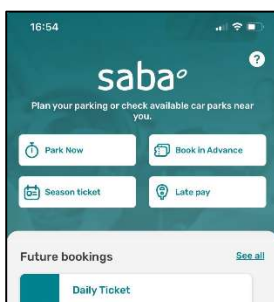 16:54
?
saba
Plan your parking or check available car parks near
you.
Park Now
Book in Advance
Season ticket
Late pay
Future bookings
See all
Daily Ticket